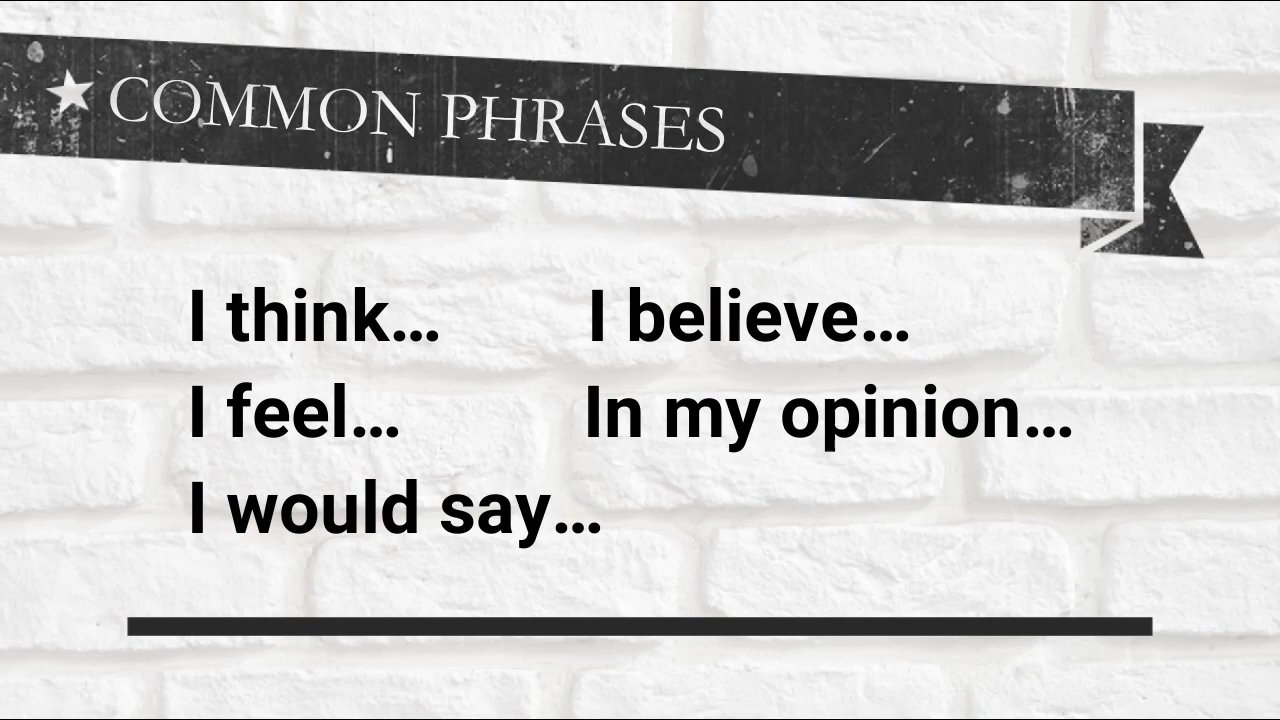 COMMON PHRASES
I think… I believe…
I feel… In my opinion…
I would say…